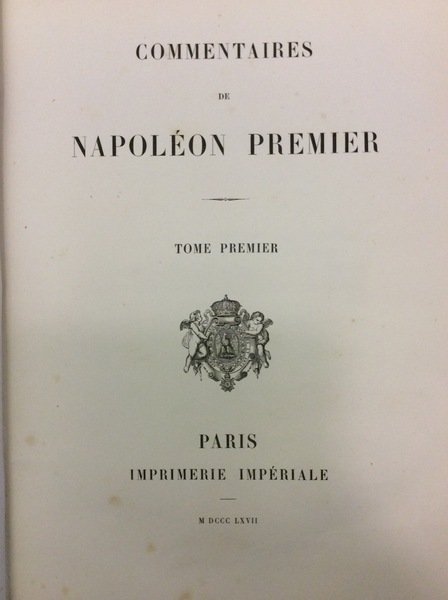 COMMENTAIRES
DE
NAPOLÉON PREMIER
TOME PREMIER
PARIS
IMPRIMERIE IMPÉRIALE
M DCCC LXVII